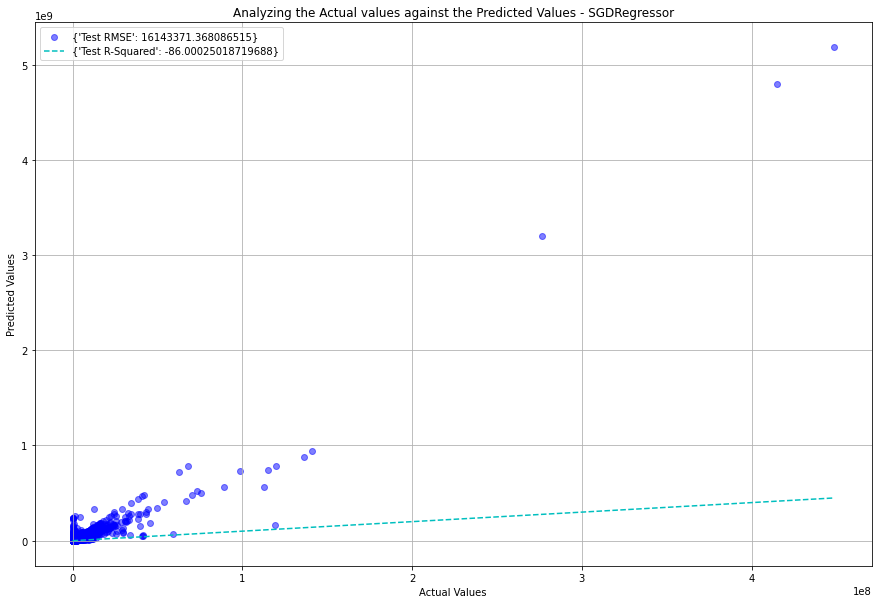 Analyzing the Actual values against the Predicted Values - SGDRegressor
1e9
{'Test RMSE': 16143371.368086515}
{'Test R-Squared': -86.00025018719688}
5
4
3
2
1
0
Predicted Values
0 1 2 3 4
1e8
Actual Values